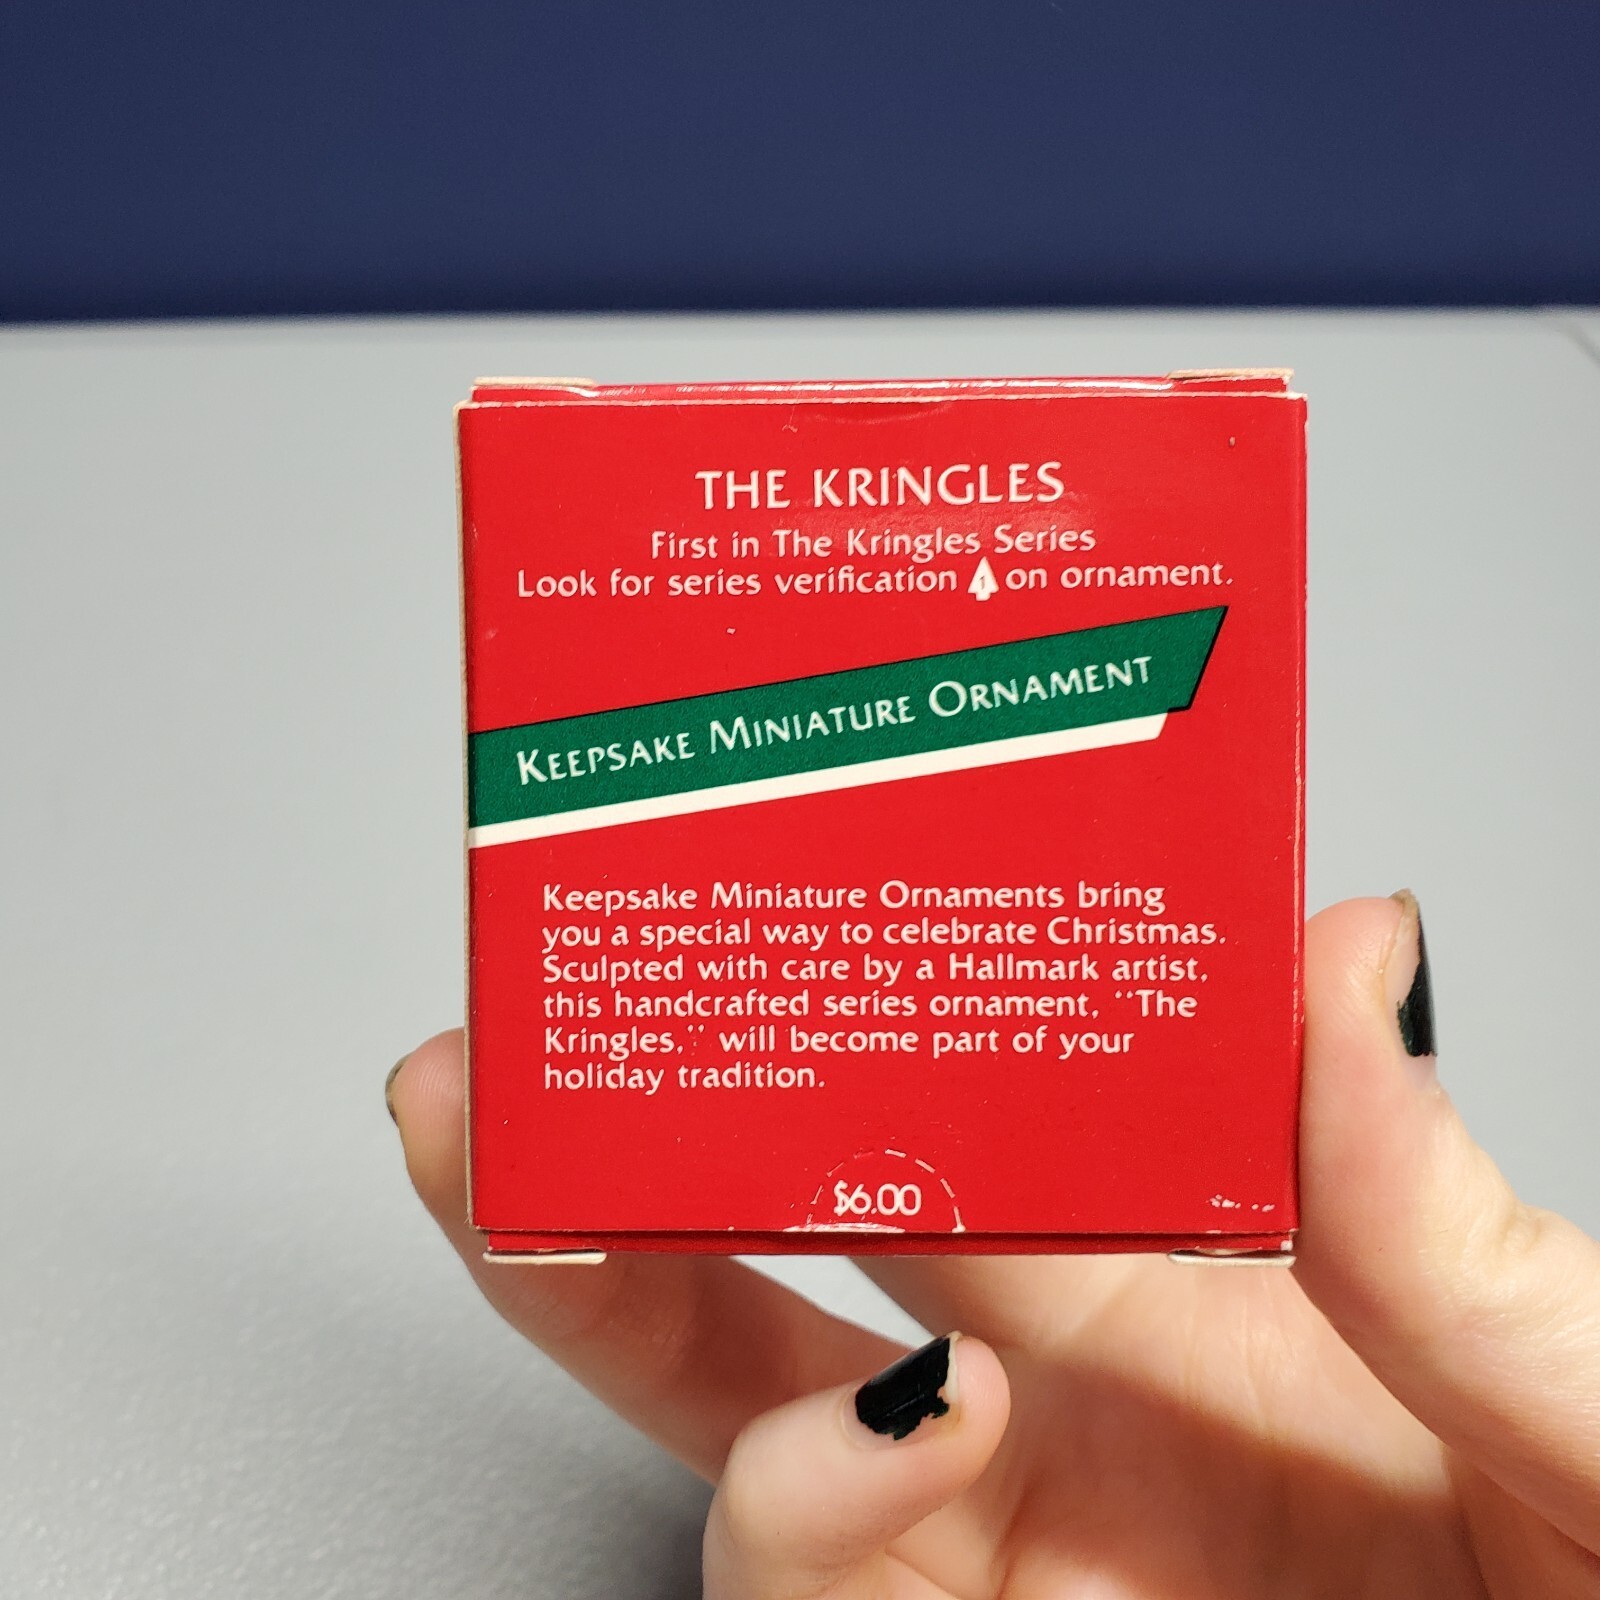 THE KRINGLES
First in The Kringles Series
Look for series verification 1 on ornament.
KEEPSAKE MINIATURE ORNAMENT
Keepsake Miniature Ornaments bring
you a special way to celebrate Christmas.
Sculpted with care by a Hallmark artist,
this handcrafted series ornament, “The
Kringles,” will become part of your
holiday tradition.
$6.00